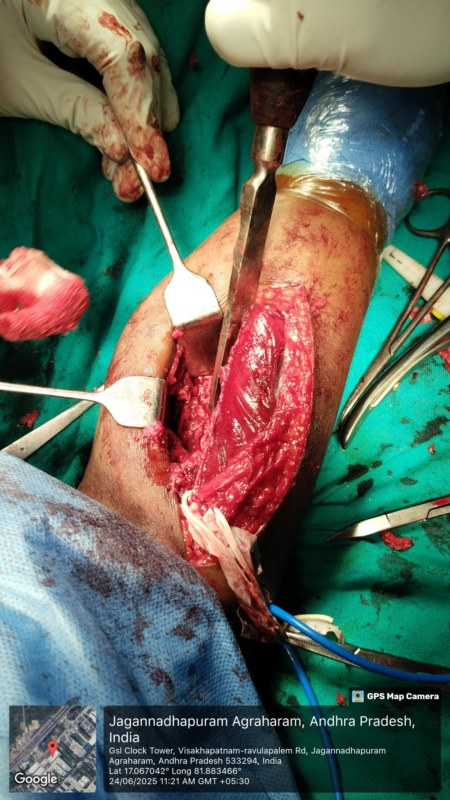 GPS Map Camera
Jagannadhapuram Agraharam, Andhra Pradesh,
India
Gsl Clock Tower, Visakhapatnam-ravulapalem Rd, Jagannadhapuram
Agraharam, Andhra Pradesh 533294, India
Lat 17.067042° Long 81.883466°
24/06/2025 11:21 AM GMT +05:30
Google